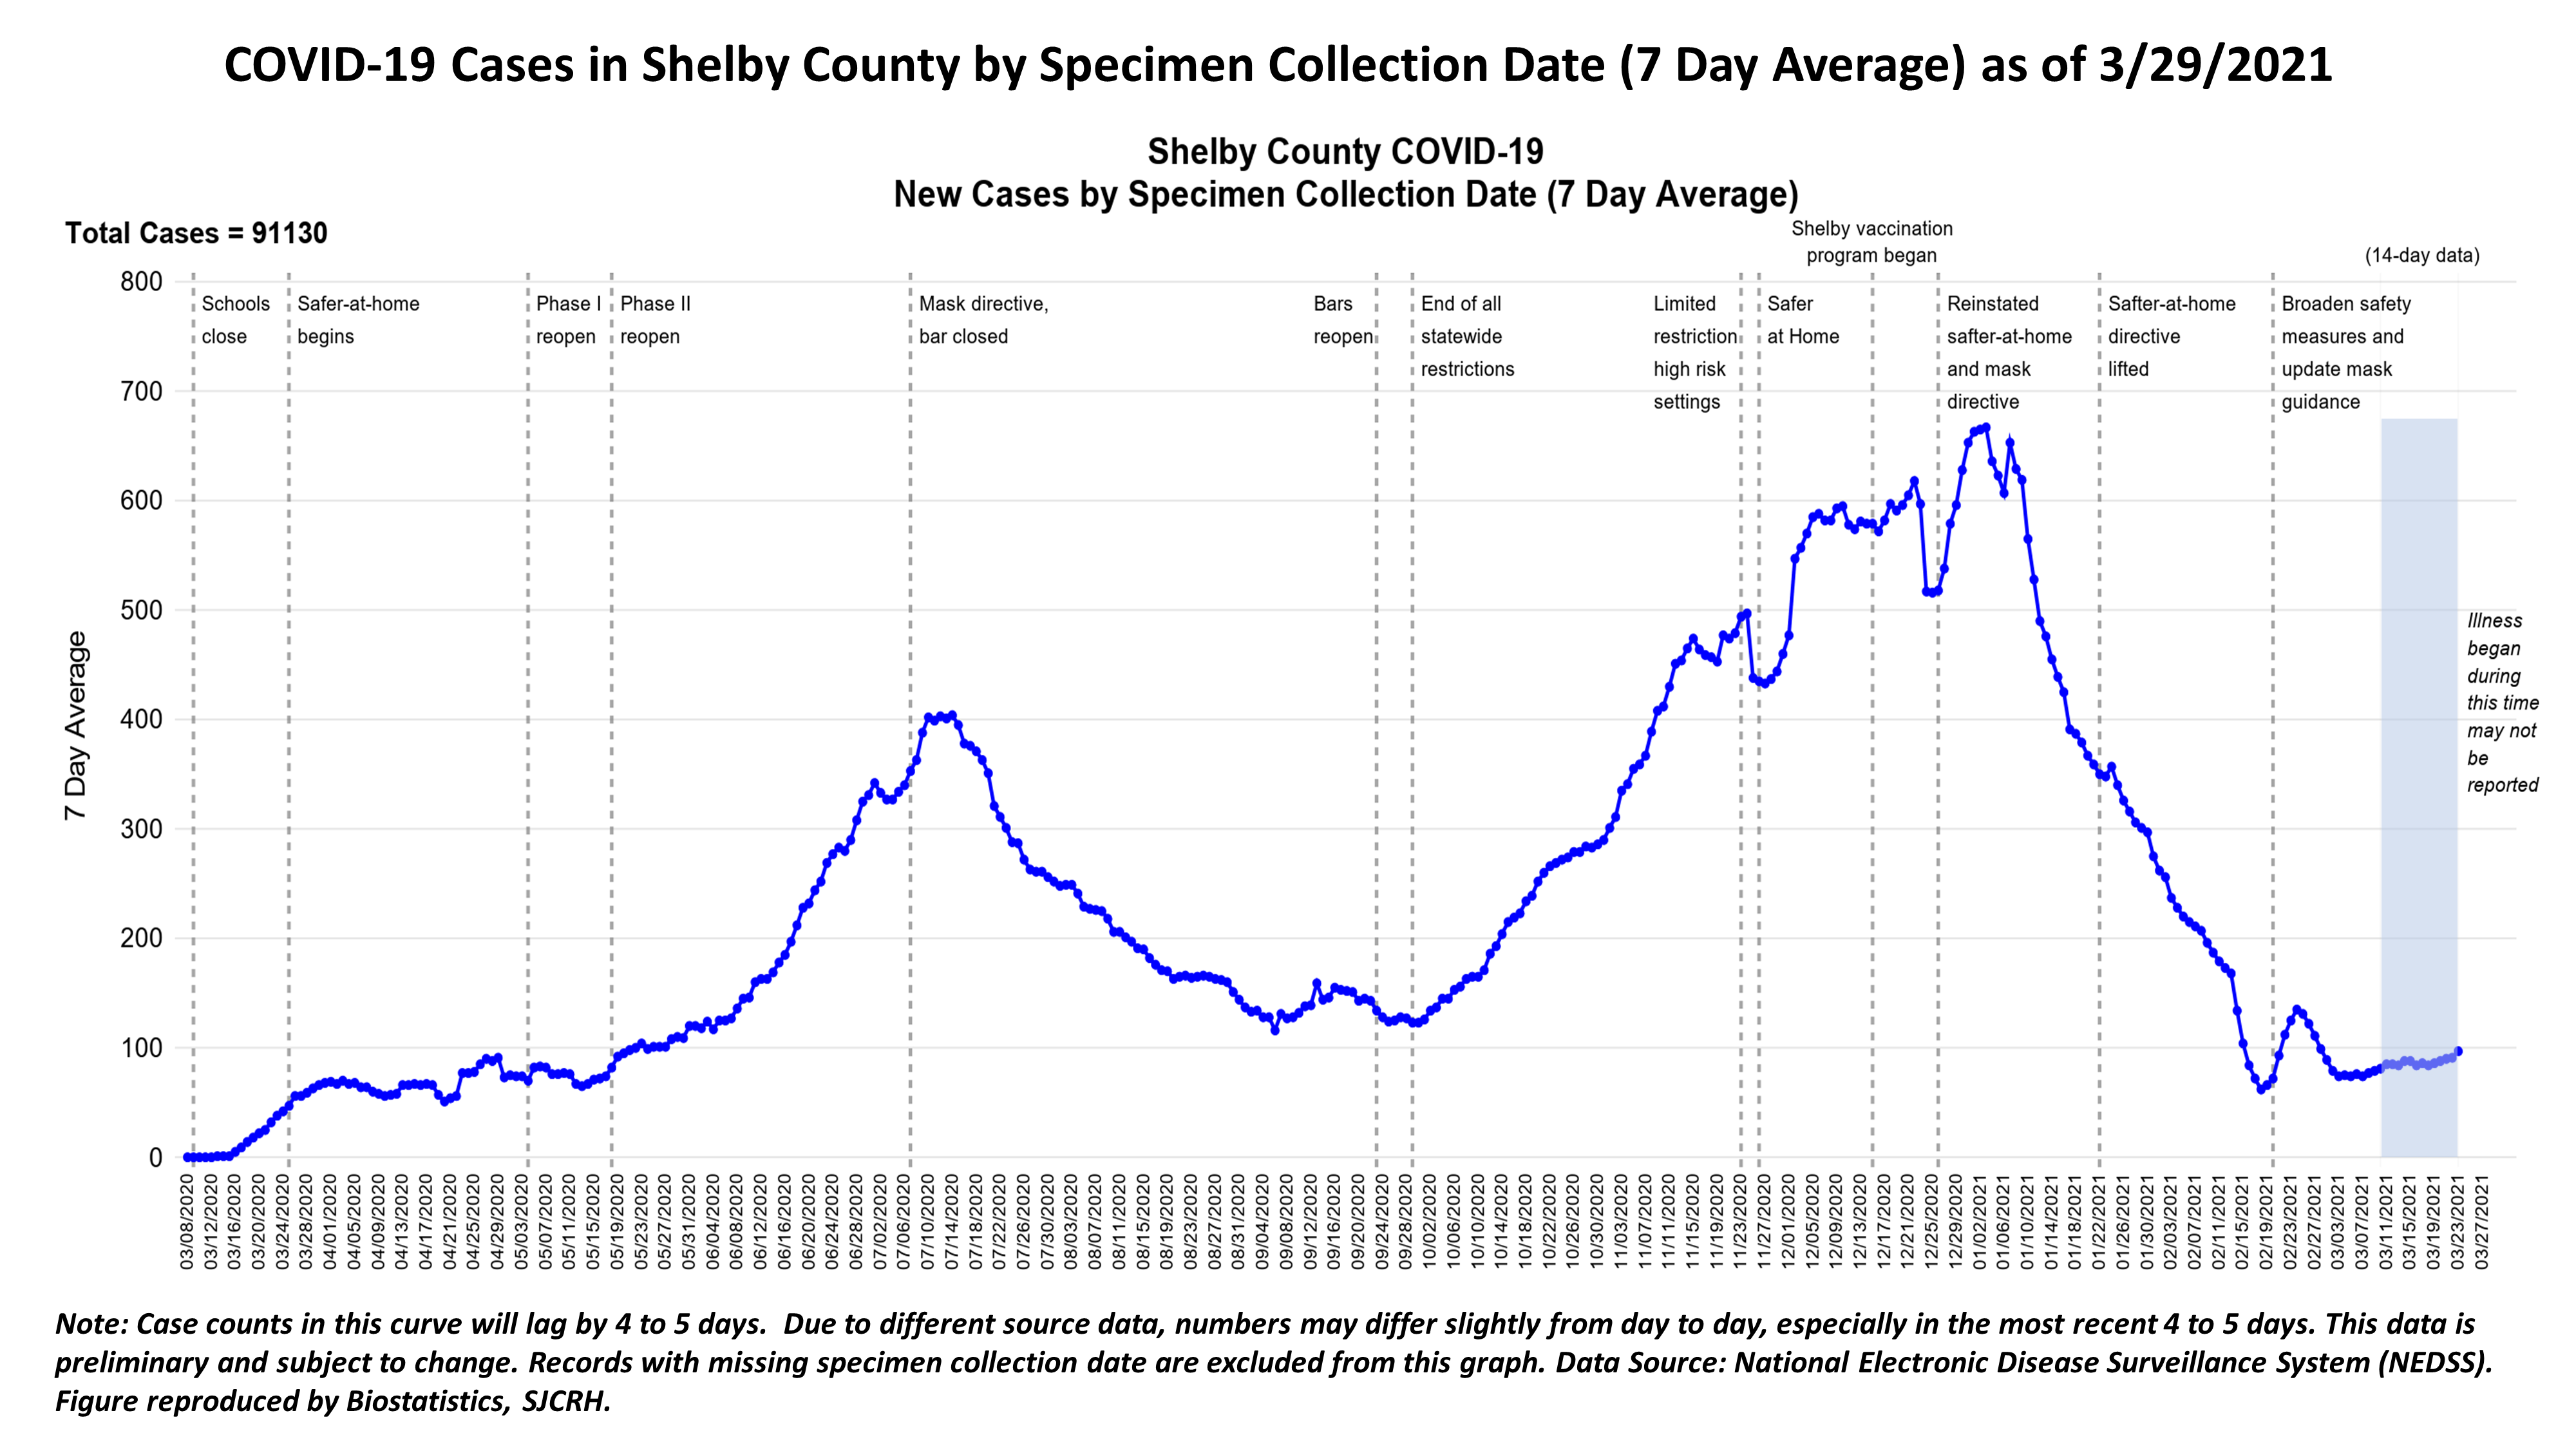 COVID-19 Cases in Shelby County by Specimen Collection Date (7 Day Average) as of 3/29/2021
Shelby County COVID-19
New Cases by Specimen Collection Date (7 Day Average)
Total Cases = 91130
Shelby vaccination
program began
(14-day data)
Schools
close
Safer-at-home
begins
Phase I
reopen
Phase II
reopen
Mask directive,
bar closed
Bars
reopen
End of all
statewide
restrictions
Limited
restriction
high risk
settings
Safer
at Home
Reinstated
safter-at-home
and mask
directive
Safter-at-home
directive
lifted
Broaden safety
measures and
update mask
guidance
Illness
began
during
this time
may not
be
reported
7 Day Average
800
700
600
500
400
300
200
100
0
03/08/2020
03/12/2020
03/16/2020
03/20/2020
03/24/2020
03/28/2020
04/01/2020
04/05/2020
04/09/2020
04/13/2020
04/17/2020
04/21/2020
04/25/2020
04/29/2020
05/03/2020
05/07/2020
05/11/2020
05/15/2020
05/19/2020
05/23/2020
05/27/2020
05/31/2020
06/04/2020
06/08/2020
06/12/2020
06/16/2020
06/20/2020
06/24/2020
06/28/2020
07/02/2020
07/06/2020
07/10/2020
07/14/2020
07/18/2020
07/22/2020
07/26/2020
07/30/2020
08/03/2020
08/07/2020
08/11/2020
08/15/2020
08/19/2020
08/23/2020
08/27/2020
08/31/2020
09/04/2020
09/08/2020
09/12/2020
09/16/2020
09/20/2020
09/24/2020
09/28/2020
10/02/2020
10/06/2020
10/10/2020
10/14/2020
10/18/2020
10/22/2020
10/26/2020
10/30/2020
11/03/2020
11/07/2020
11/11/2020
11/15/2020
11/19/2020
11/23/2020
11/27/2020
12/01/2020
12/05/2020
12/09/2020
12/13/2020
12/17/2020
12/21/2020
12/25/2020
12/29/2020
01/02/2021
01/06/2021
01/10/2021
01/14/2021
01/18/2021
01/22/2021
01/26/2021
01/30/2021
02/03/2021
02/07/2021
02/11/2021
02/15/2021
02/19/2021
02/23/2021
02/27/2021
03/03/2021
03/07/2021
03/11/2021
03/15/2021
03/19/2021
03/23/2021
03/27/2021
Note: Case counts in this curve will lag by 4 to 5 days.  Due to different source data, numbers may differ slightly from day to day, especially in the most recent 4 to 5 days. This data is
preliminary and subject to change. Records with missing specimen collection date are excluded from this graph. Data Source: National Electronic Disease Surveillance System (NEDSS).
Figure reproduced by Biostatistics, SJCRH.